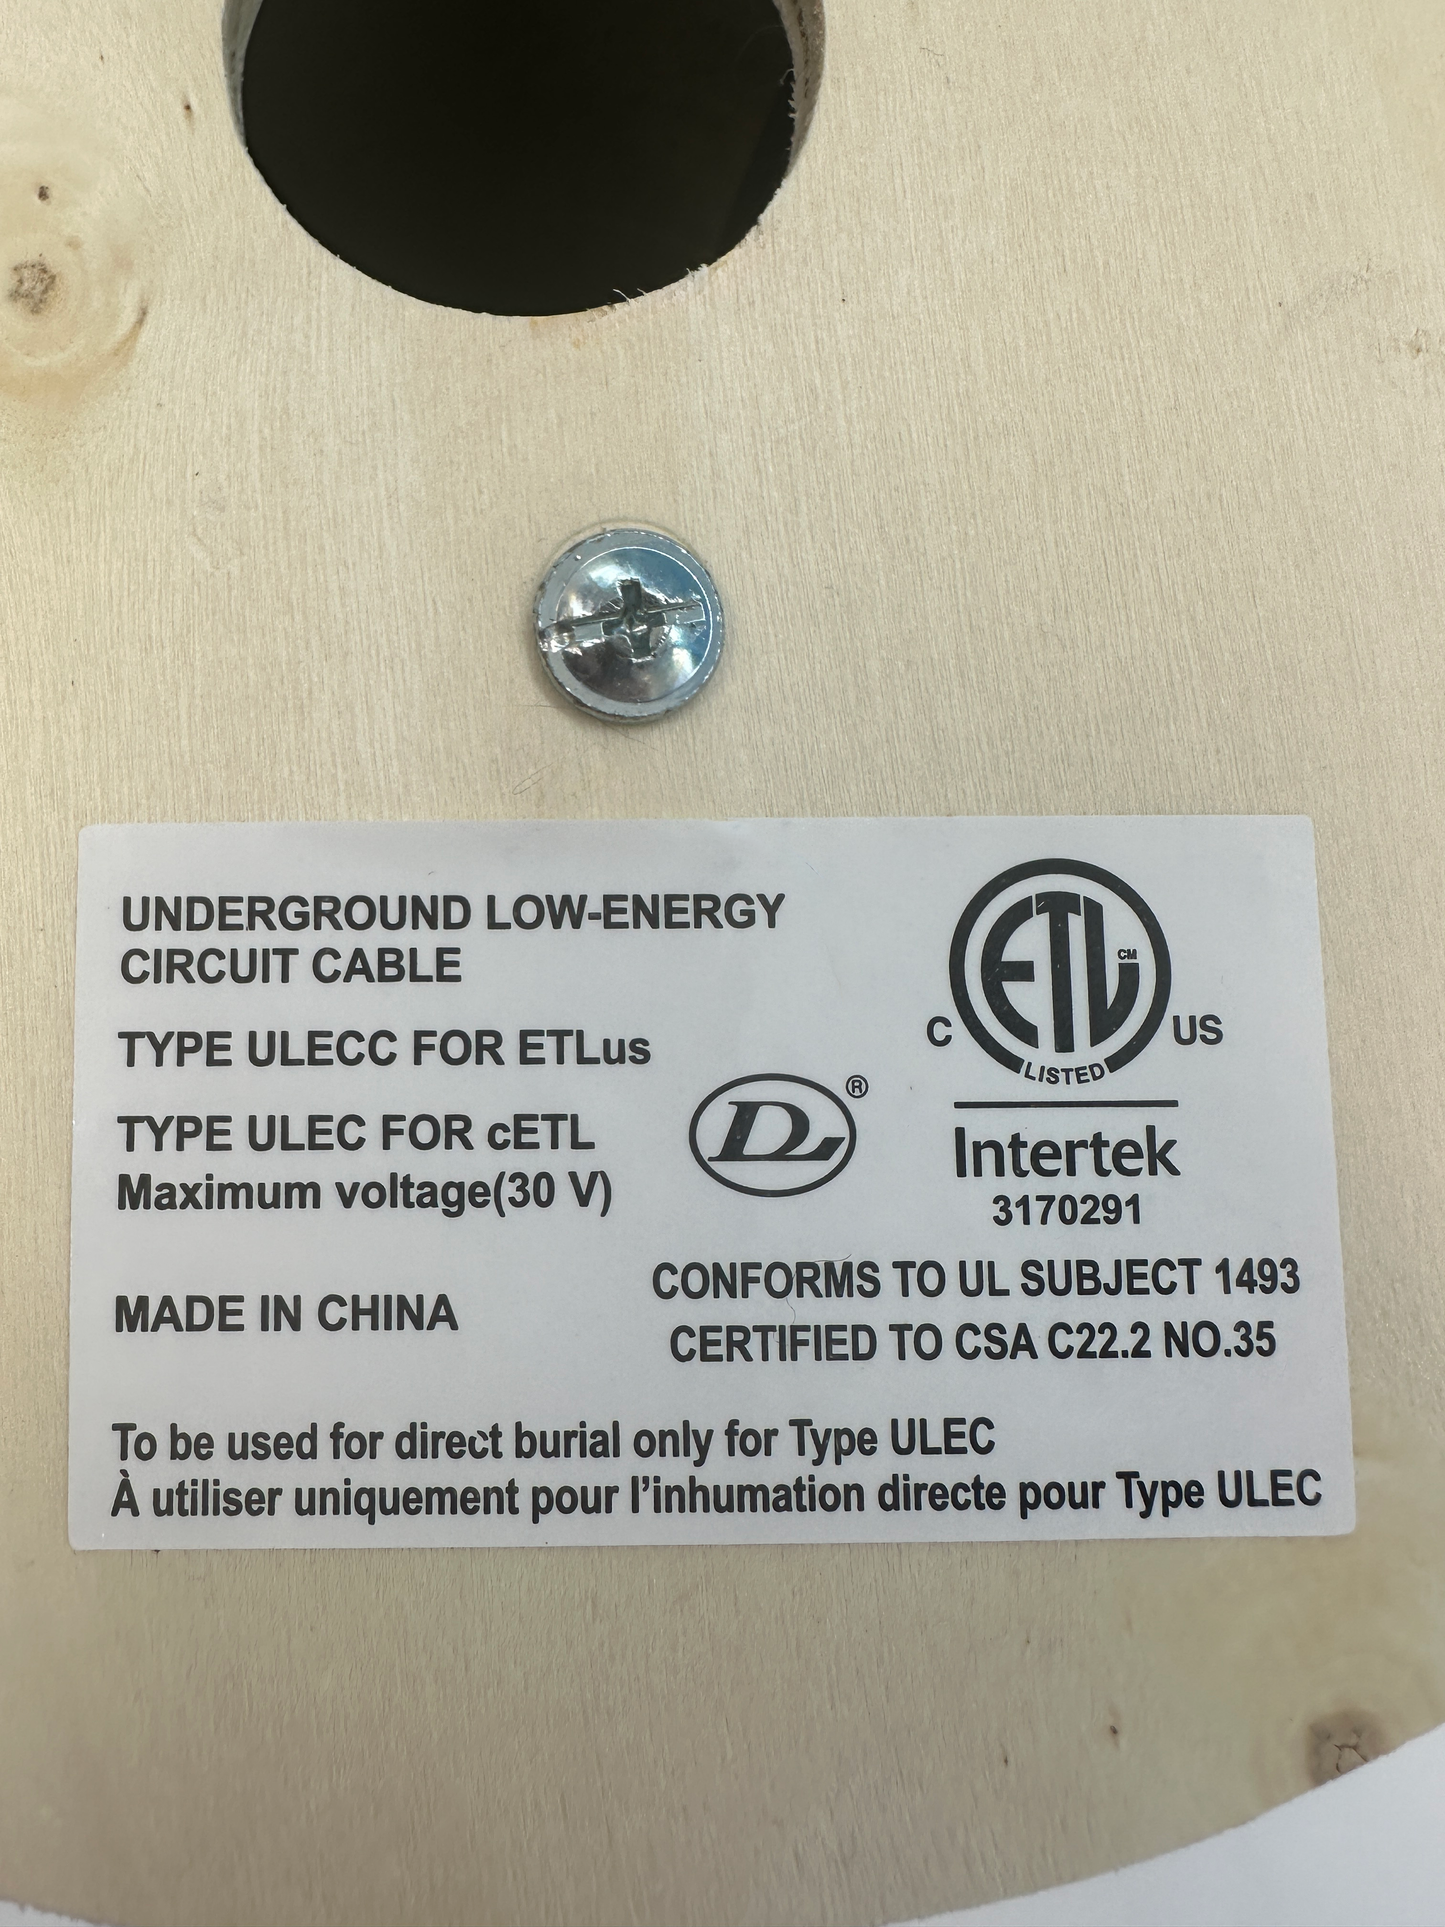 UNDERGROUND LOW-ENERGY
CIRCUIT CABLE
TYPE ULECC FOR ETLus
TYPE ULEC FOR cETL
Maximum voltage(30 V)
MADE IN CHINA
DL®
ETL CM
C US
LISTED
Intertek
3170291
CONFORMS TO UL SUBJECT 1493
CERTIFIED TO CSA C22.2 NO.35
To be used for direct burial only for Type ULEC
À utiliser uniquement pour l'inhumation directe pour Type ULEC